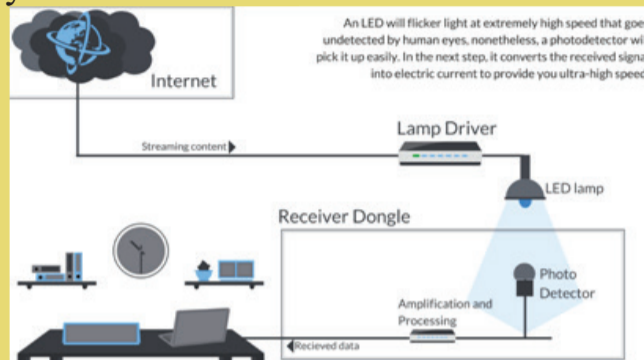 An LED will flicker light at extremely high speed that goe
undetected by human eyes, nonetheless, a photodetector wi
pick it up easily. In the next step, it converts the received signa
into electric current to provide you ultra-high speed
Internet
Lamp Driver
Streaming content
LED lamp
Receiver Dongle
Photo
Detector
Amplification and
Processing
Recieved data